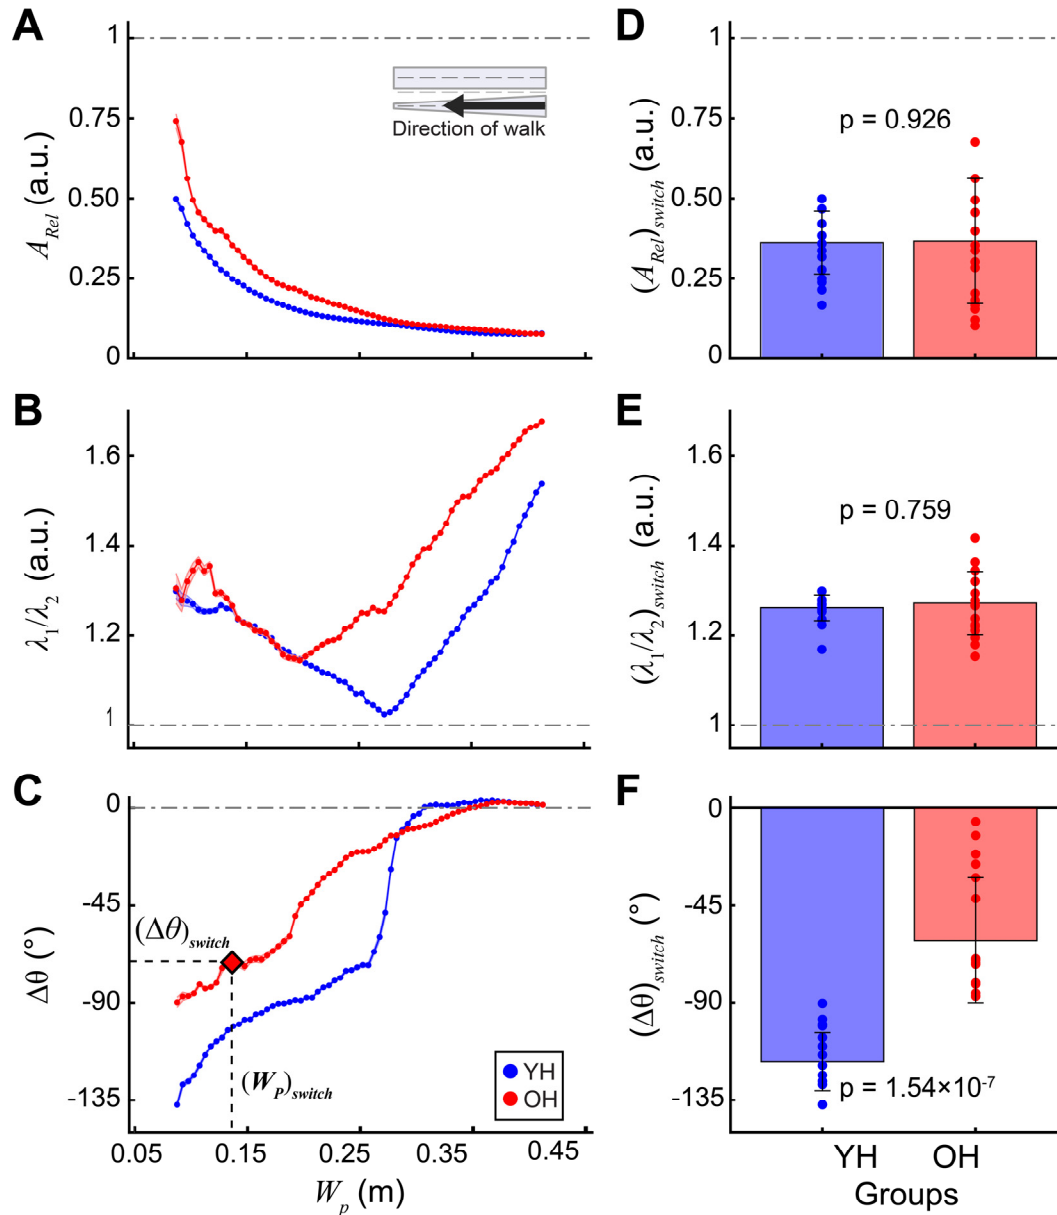 A
1
0.75
0.50
0.25
0
A_Rel (a.u.)
Direction of walk
D
1
0.75
0.50
0.25
0
(A_Rel)_switch (a.u.)
p = 0.926
B
1.6
1.4
1.2
1
λ1/λ2 (a.u.)
E
1.6
1.4
1.2
1
(λ1/λ2)_switch (a.u.)
p = 0.759
C
0
-45
-90
-135
Δθ (°)
(Δθ)_switch
(W_P)_switch
YH
OH
0.05 0.15 0.25 0.35 0.45
W_p (m)
F
0
-45
-90
-135
(Δθ)_switch (°)
p = 1.54×10^-7
YH OH
Groups